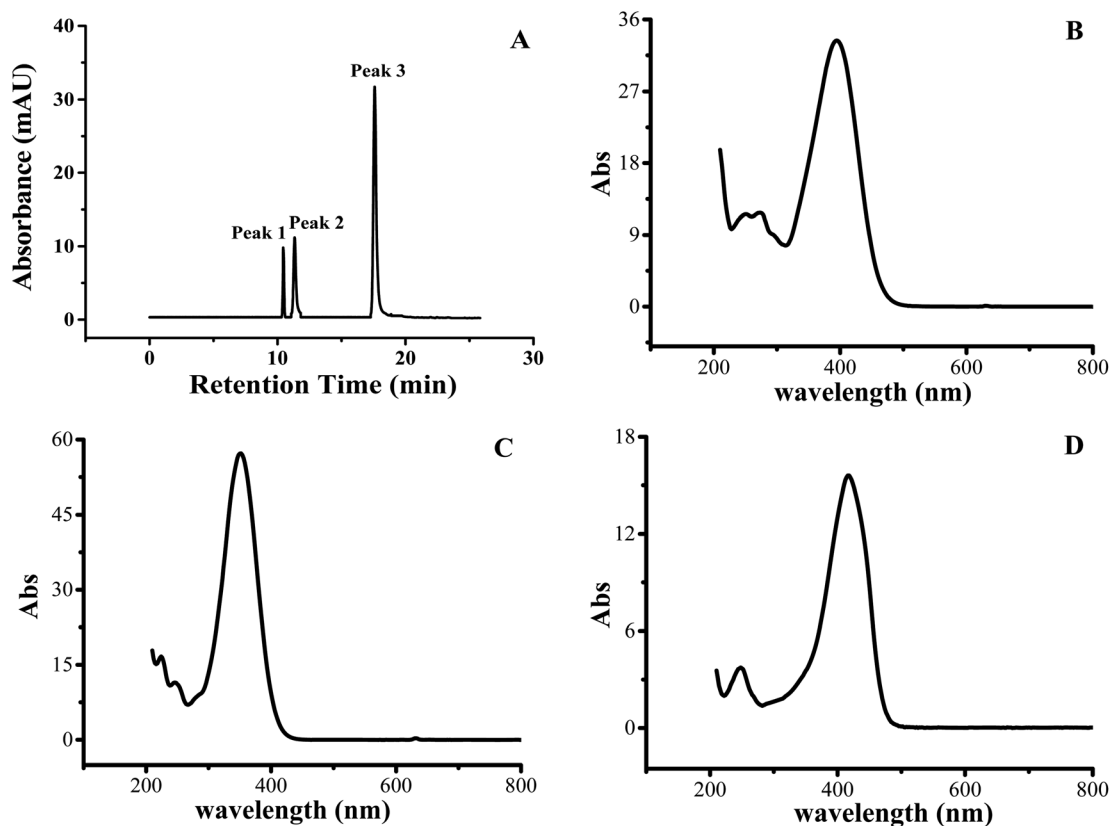 A
Absorbance (mAU)
40
30
20
10
0
Peak 1
Peak 2
Peak 3
0
10
20
30
Retention Time (min)
B
Abs
36
27
18
9
0
200
400
600
800
wavelength (nm)
C
Abs
60
45
30
15
0
200
400
600
800
wavelength (nm)
D
Abs
18
12
6
0
200
400
600
800
wavelength (nm)